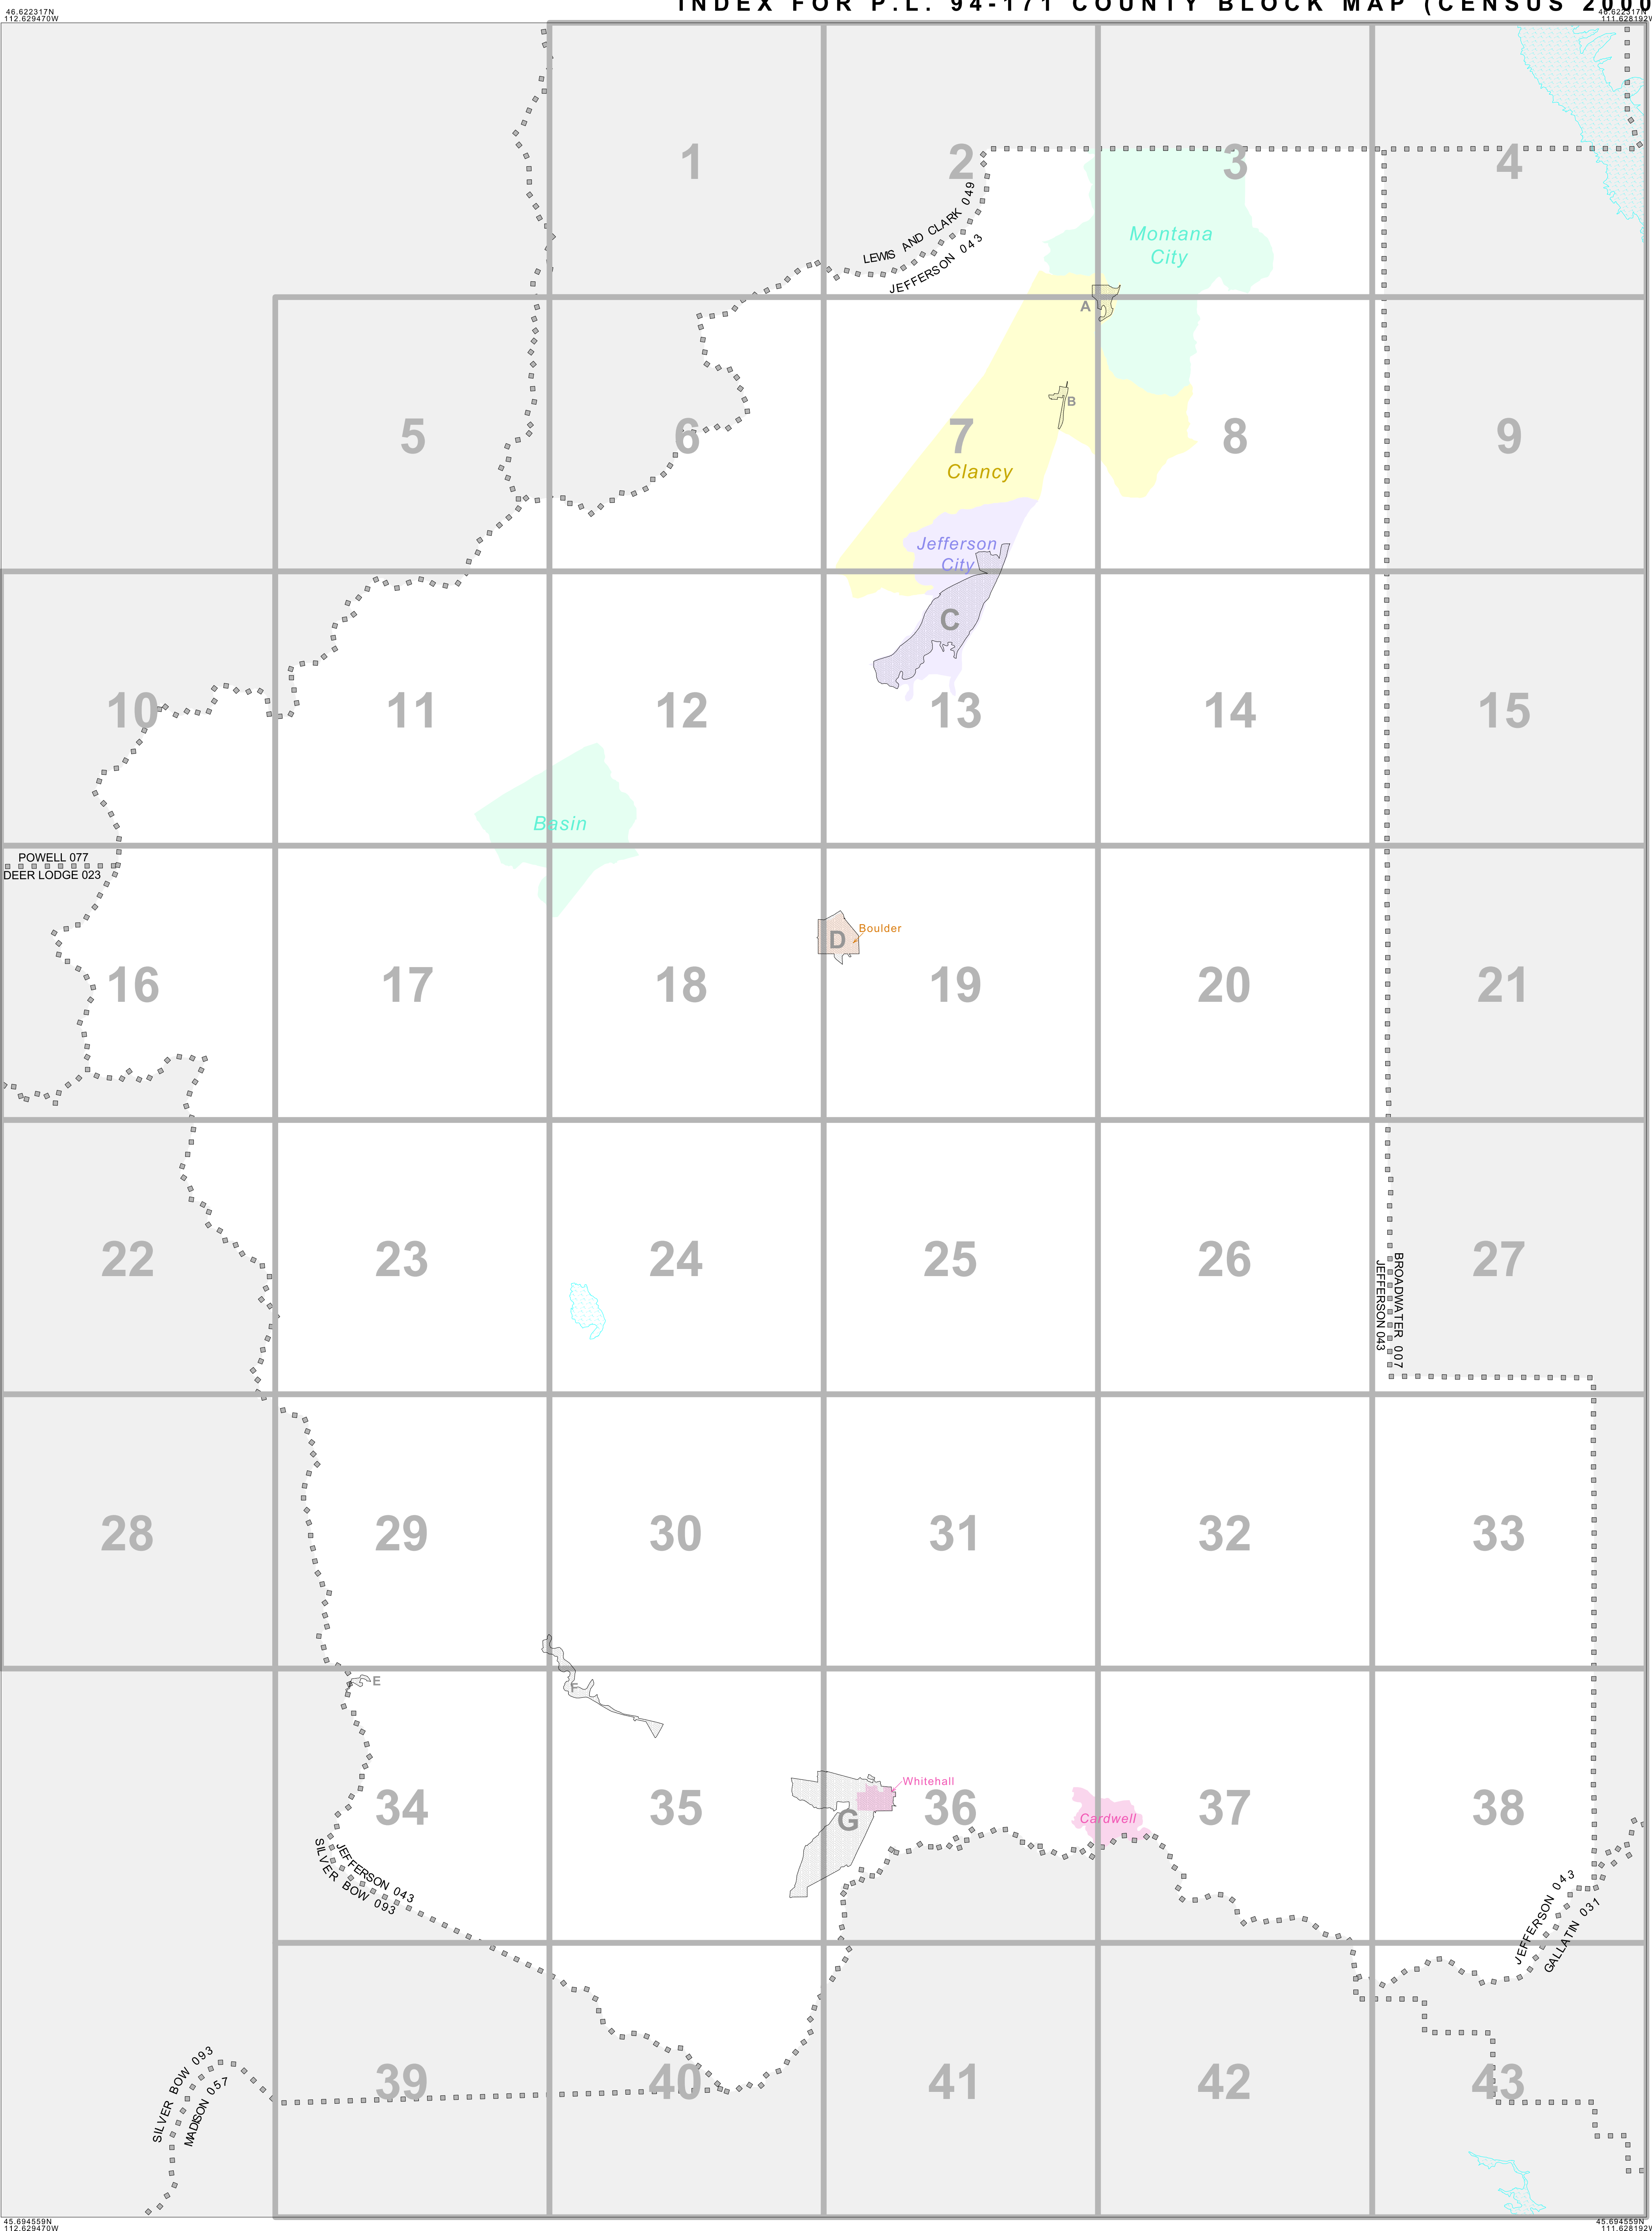 INDEX FOR P.L. 94-171 COUNTY BLOCK MAP (CENSUS 2000
46.622317N
112.629470W
46.622317N
111.628192W
1
2
3
4
LEWIS AND CLARK 049
JEFFERSON 043
Montana
City
A
5
6
7
8
9
B
Clancy
Jefferson
City
C
10
11
12
13
14
15
Basin
POWELL 077
DEER LODGE 023
Boulder
D
16
17
18
19
20
21
22
23
24
25
26
27
BROADWATER 007
JEFFERSON 043
28
29
30
31
32
33
E
F
Whitehall
34
35
G
36
Cardwell
37
38
JEFFERSON 043
SILVER BOW 093
JEFFERSON 043
GALLATIN 031
SILVER BOW 093
MADISON 057
39
40
41
42
43
45.694559N
112.629470W
45.694559N
111.628192W